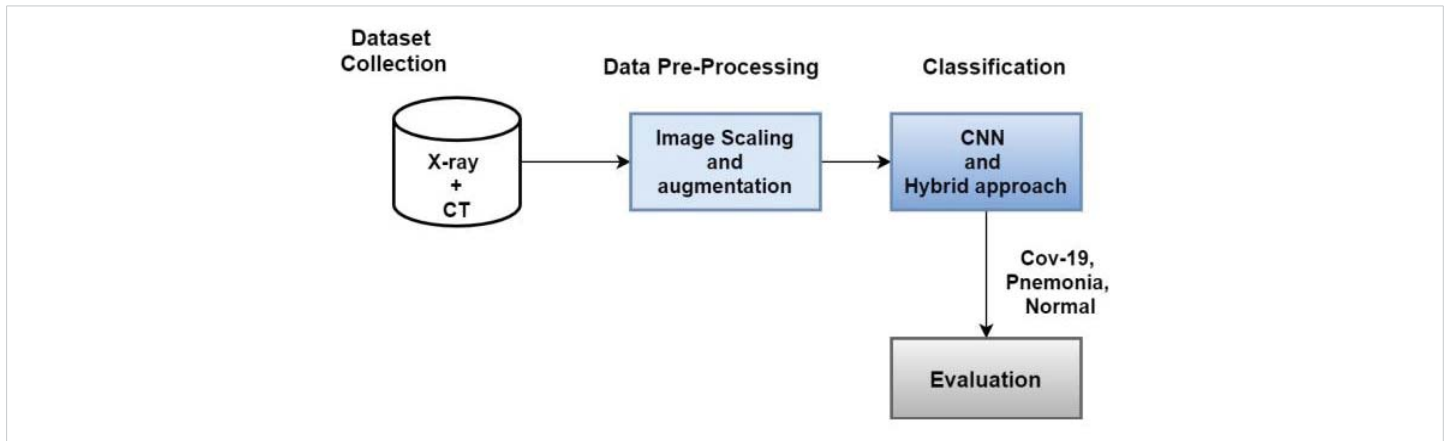 Dataset
Collection
Data Pre-Processing
Classification
X-ray
+
CT
Image Scaling
and
augmentation
CNN
and
Hybrid approach
Cov-19,
Pnemonia,
Normal
Evaluation